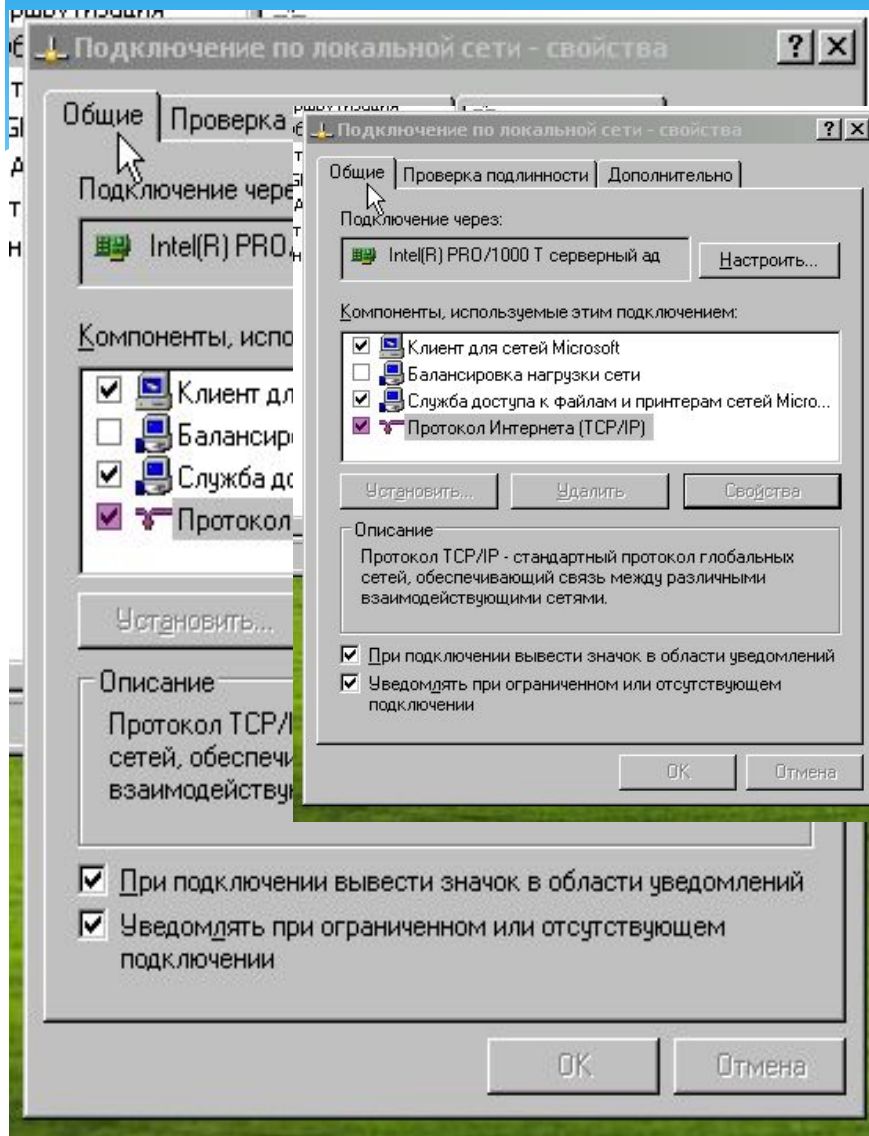 Подключение по локальной сети - свойства
Общие
Проверка
Подключение чере
Intel(R) PRO
Компоненты, испо
Клиент дл
Балансир
Служба до
Протокол
Установить...
Описание
Протокол TCP/I
сетей, обеспечи
взаимодейству
При подключении вывести значок в области уведомлений
Уведомлять при ограниченном или отсутствующем
подключении
OK
Отмена
Подключение по локальной сети - свойства
Общие
Проверка подлинности
Дополнительно
Подключение через:
Intel(R) PRO/1000 T серверный ад
Настроить...
Компоненты, используемые этим подключением:
Клиент для сетей Microsoft
Балансировка нагрузки сети
Служба доступа к файлам и принтерам сетей Micro...
Протокол Интернета (TCP/IP)
Установить...
Удалить
Свойства
Описание
Протокол TCP/IP - стандартный протокол глобальных
сетей, обеспечивающий связь между различными
взаимодействующими сетями.
При подключении вывести значок в области уведомлений
Уведомлять при ограниченном или отсутствующем
подключении
OK
Отмена